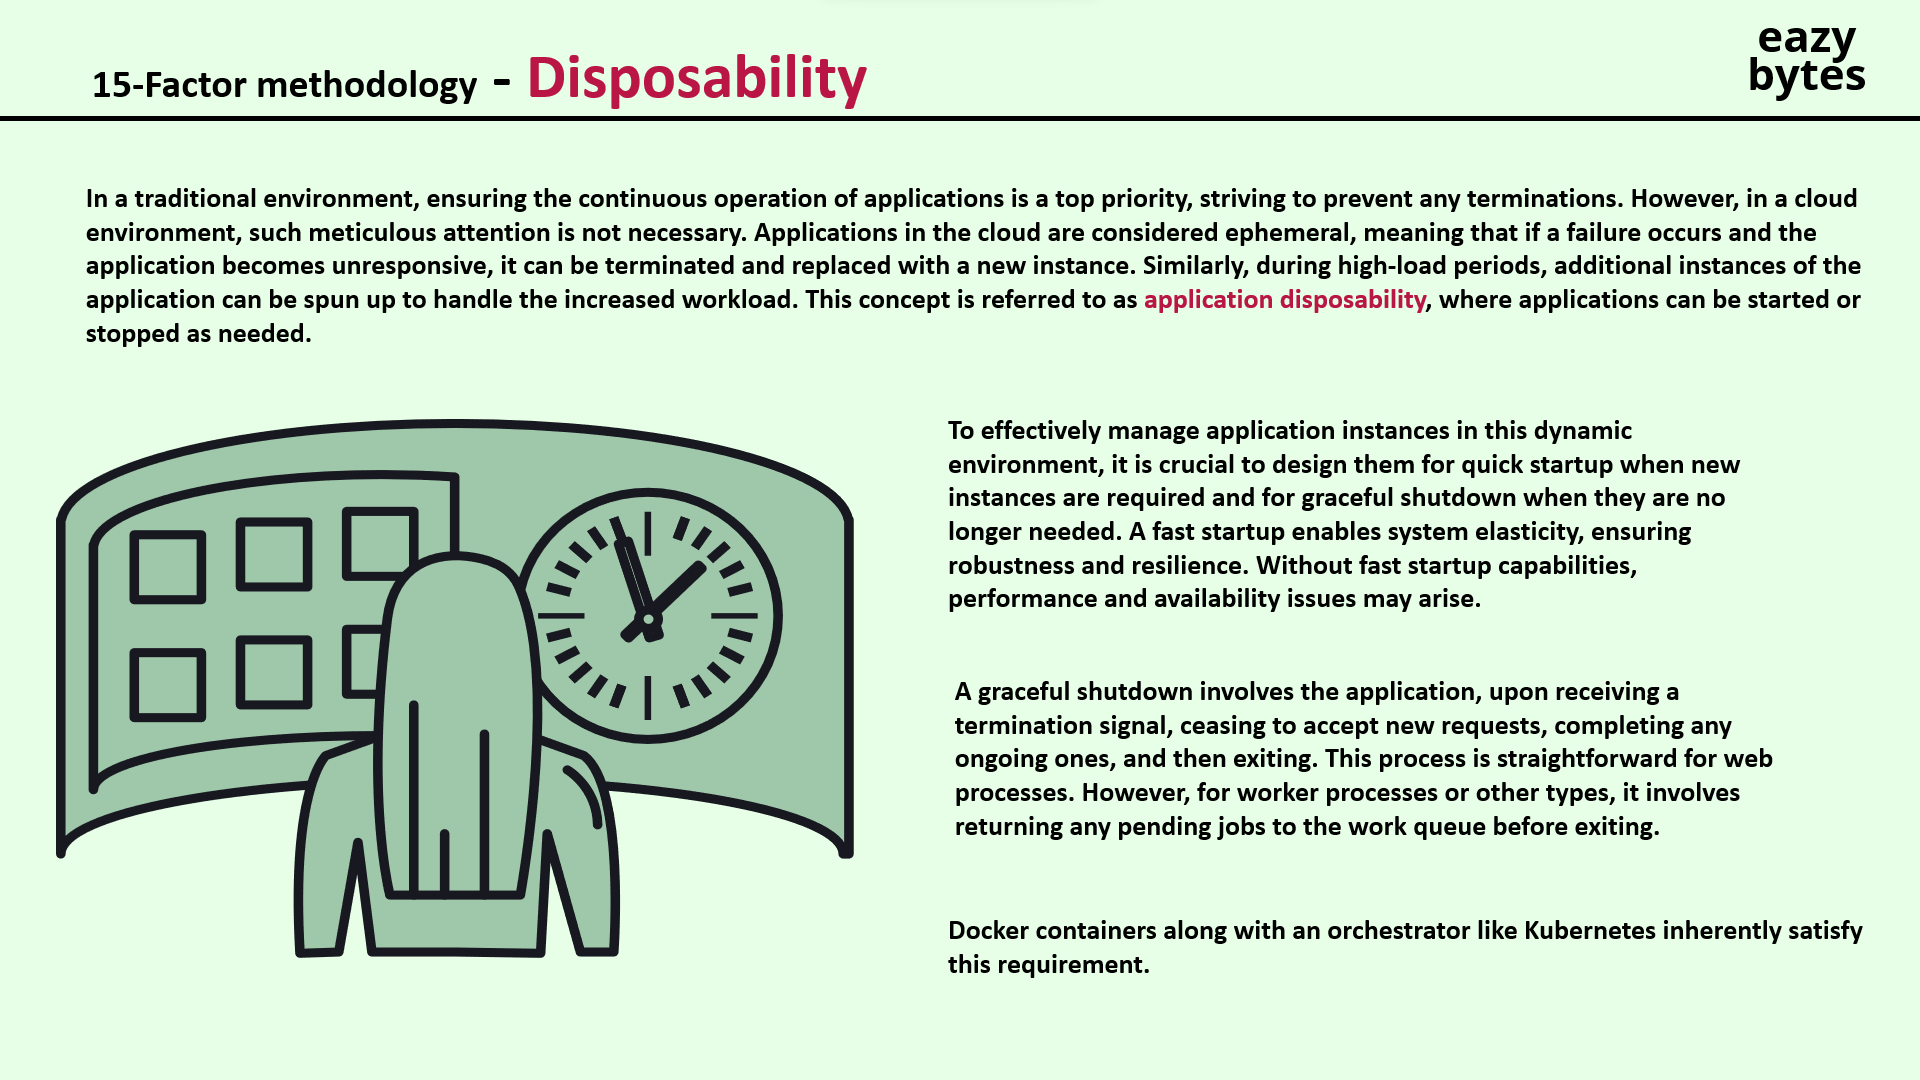 15-Factor methodology - Disposability
eazy
bytes
In a traditional environment, ensuring the continuous operation of applications is a top priority, striving to prevent any terminations. However, in a cloud
environment, such meticulous attention is not necessary. Applications in the cloud are considered ephemeral, meaning that if a failure occurs and the
application becomes unresponsive, it can be terminated and replaced with a new instance. Similarly, during high-load periods, additional instances of the
application can be spun up to handle the increased workload. This concept is referred to as application disposability, where applications can be started or
stopped as needed.
To effectively manage application instances in this dynamic
environment, it is crucial to design them for quick startup when new
instances are required and for graceful shutdown when they are no
longer needed. A fast startup enables system elasticity, ensuring
robustness and resilience. Without fast startup capabilities,
performance and availability issues may arise.
A graceful shutdown involves the application, upon receiving a
termination signal, ceasing to accept new requests, completing any
ongoing ones, and then exiting. This process is straightforward for web
processes. However, for worker processes or other types, it involves
returning any pending jobs to the work queue before exiting.
Docker containers along with an orchestrator like Kubernetes inherently satisfy
this requirement.